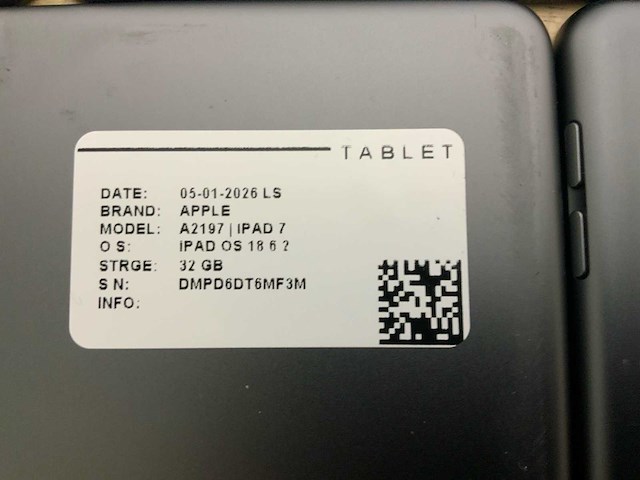 TABLET
DATE: 05-01-2026 LS
BRAND: APPLE
MODEL: A2197 | IPAD 7
O S: IPAD OS 18 6 2
STRGE: 32 GB
S N: DMPD6DT6MF3M
INFO: